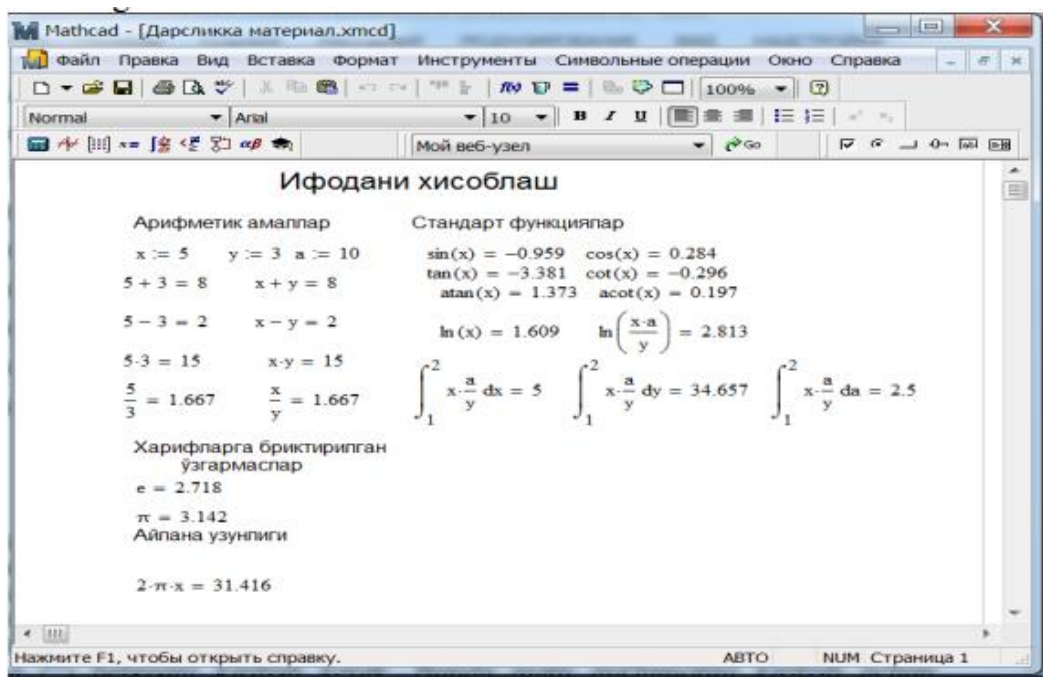 Mathcad - [Дарсликка материал.xmcd]
Файл Правка Вид Вставка Формат Инструменты Символьные операции Окно Справка
100%
Normal Arial 10 B I U
αβ Мой веб-узел Go
Ифодани хисоблаш
Арифметик амаллар
x := 5 y := 3 a := 10
5 + 3 = 8 x + y = 8
5 − 3 = 2 x − y = 2
5·3 = 15 x·y = 15
5/3 = 1.667 x/y = 1.667
Харифларга бриктирилган
ўзгармаслар
e = 2.718
π = 3.142
Айлана узунлиги
2·π·x = 31.416
Стандарт функциялар
sin(x) = −0.959 cos(x) = 0.284
tan(x) = −3.381 cot(x) = −0.296
atan(x) = 1.373 acot(x) = 0.197
ln(x) = 1.609 ln(x·a/y) = 2.813
∫₁² x·a/y dx = 5 ∫₁² x·a/y dy = 34.657 ∫₁² x·a/y da = 2.5
Нажмите F1, чтобы открыть справку. АВТО NUM Страница 1